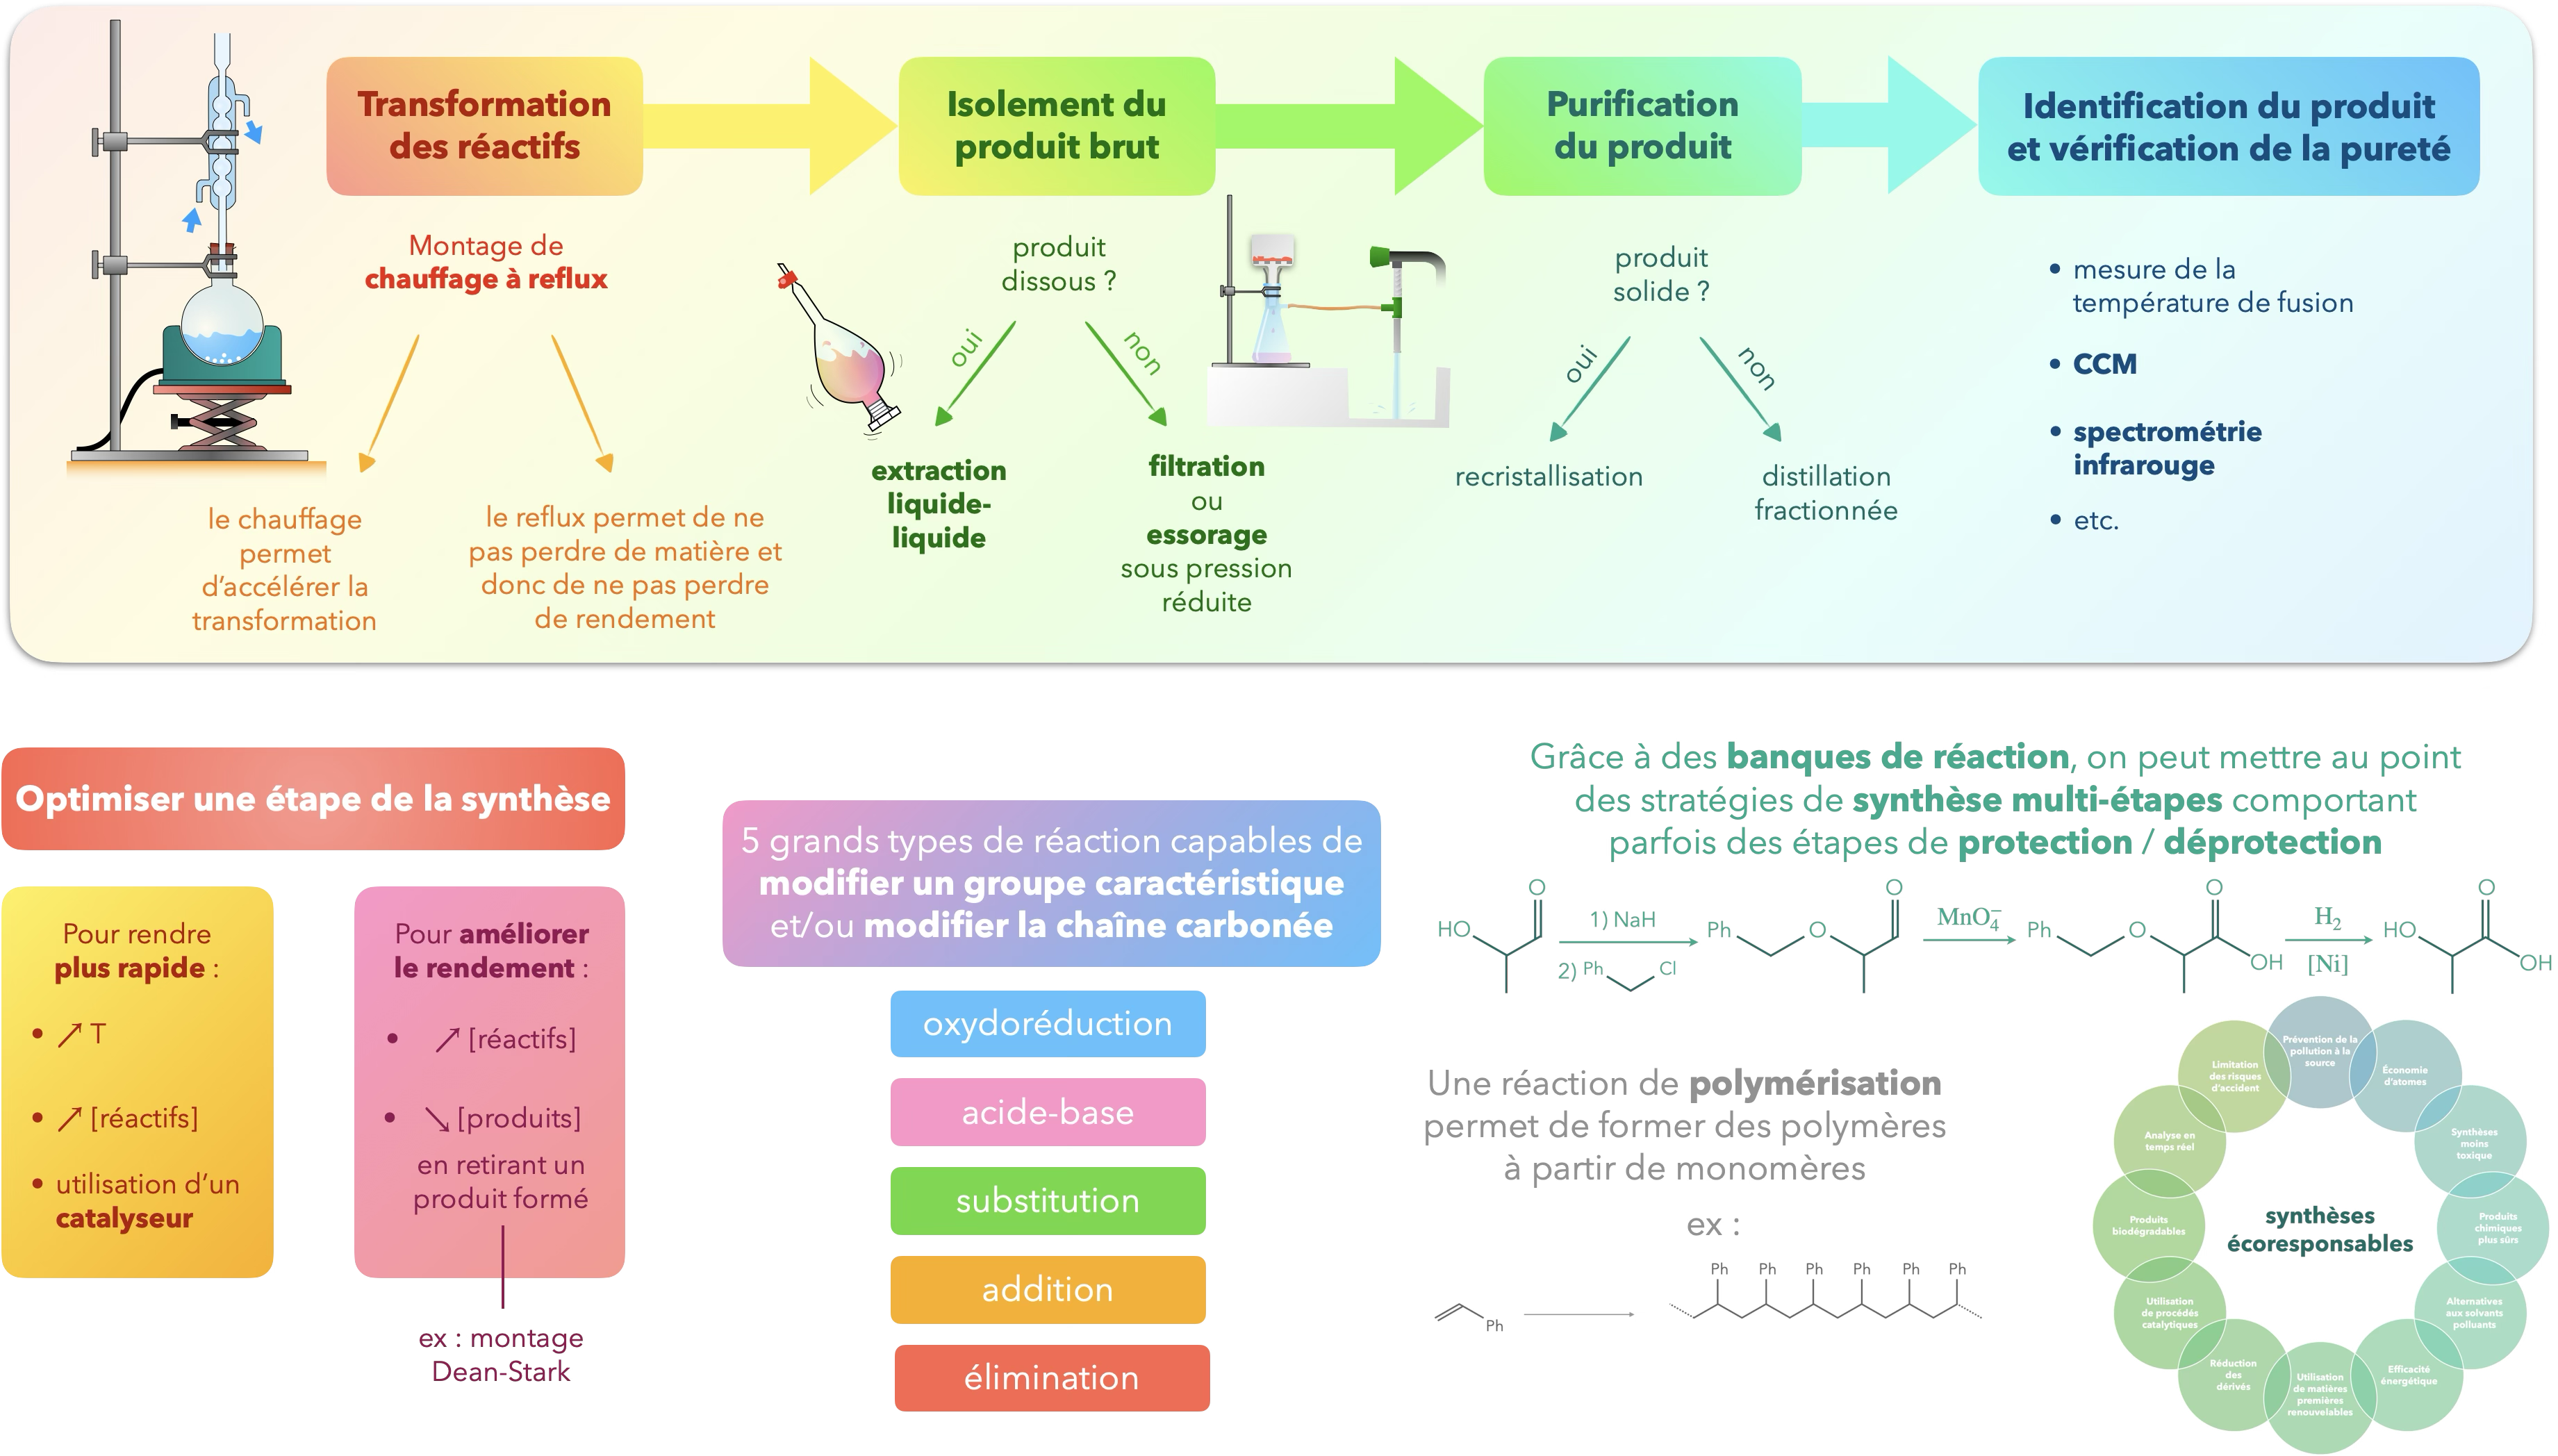 Transformation
des réactifs
Isolement du
produit brut
Purification
du produit
Identification du produit
et vérification de la pureté
Montage de
chauffage à reflux
le chauffage
permet
d’accélérer la
transformation
le reflux permet de ne
pas perdre de matière et
donc de ne pas perdre
de rendement
produit
dissous ?
oui
non
extraction
liquide-
liquide
filtration
ou
essorage
sous pression
réduite
produit
solide ?
oui
non
recristallisation
distillation
fractionnée
• mesure de la
température de fusion
• CCM
• spectrométrie
infrarouge
• etc.
Optimiser une étape de la synthèse
Pour rendre
plus rapide :
• ↗ T
• ↗ [réactifs]
• utilisation d’un
catalyseur
Pour améliorer
le rendement :
• ↗ [réactifs]
• ↘ [produits]
en retirant un
produit formé
ex : montage
Dean-Stark
5 grands types de réaction capables de
modifier un groupe caractéristique
et/ou modifier la chaîne carbonée
oxydoréduction
acide-base
substitution
addition
élimination
Grâce à des banques de réaction, on peut mettre au point
des stratégies de synthèse multi-étapes comportant
parfois des étapes de protection / déprotection
HO
O
1) NaH
2) Ph Cl
Ph
O
O
MnO₄⁻
Ph
O
O
OH
H₂
[Ni]
HO
O
OH
Une réaction de polymérisation
permet de former des polymères
à partir de monomères
ex :
Ph
Ph Ph Ph Ph Ph Ph
synthèses
écoresponsables
Prévention de la
pollution à la
source
Économie
d’atomes
Synthèses
moins
toxique
Produits
chimiques
plus sûrs
Alternatives
aux solvants
polluants
Efficacité
énergétique
Utilisation
de matières
premières
renouvelables
Réduction
des
dérivés
Utilisation
de procédés
catalytiques
Produits
biodégradables
Analyse en
temps réel
Limitation
des risques
d’accident